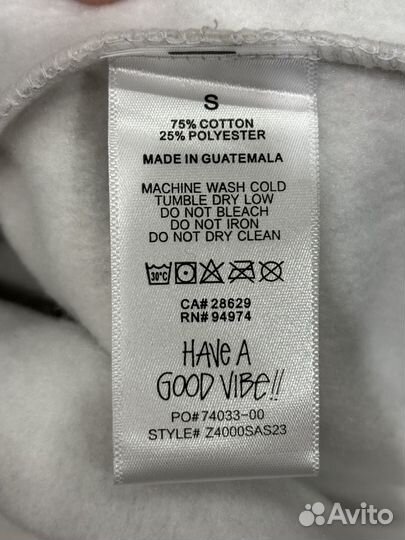 S
75% COTTON
25% POLYESTER
MADE IN GUATEMALA
MACHINE WASH COLD
TUMBLE DRY LOW
DO NOT BLEACH
DO NOT IRON
DO NOT DRY CLEAN
30°C
CA# 28629
RN# 94974
HAVE A
GOOD VIBE!!
PO# 74033-00
STYLE# Z4000SAS23
Avito